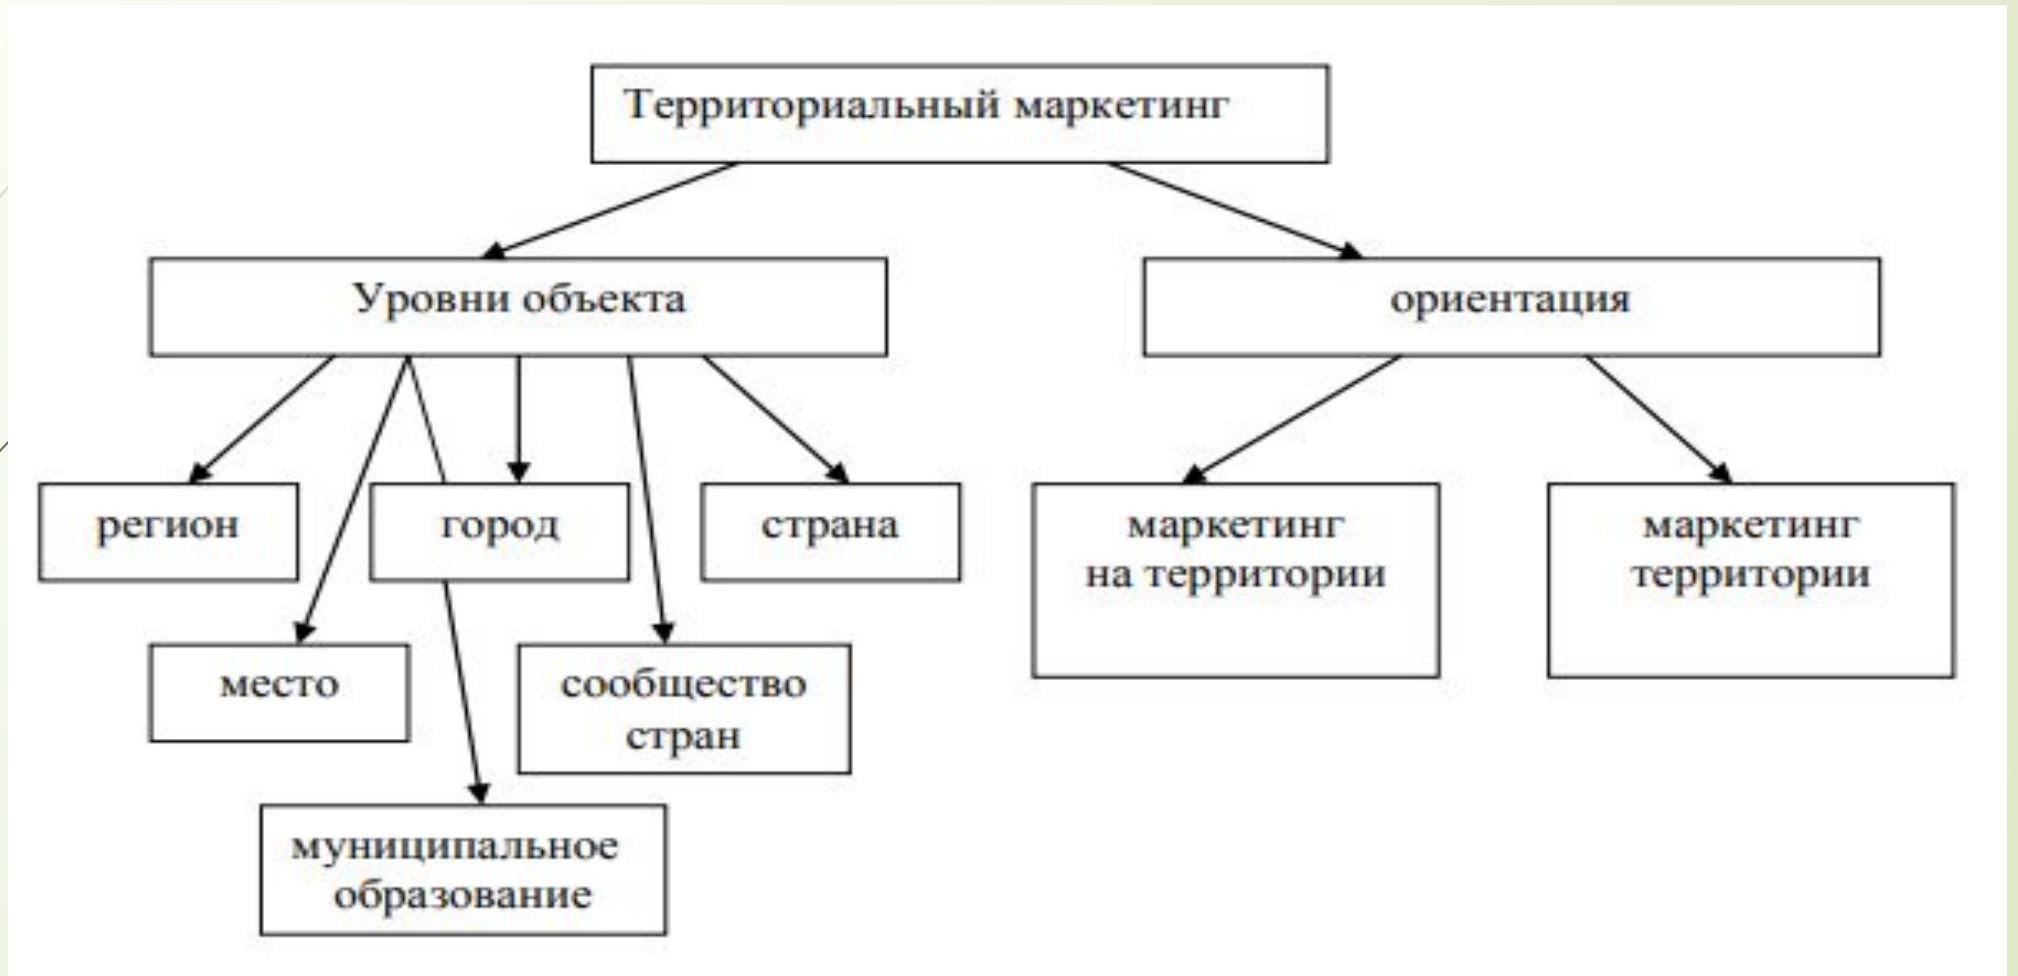 Территориальный маркетинг
Уровни объекта
ориентация
регион
город
страна
маркетинг
на территории
маркетинг
территории
место
сообщество
стран
муниципальное
образование